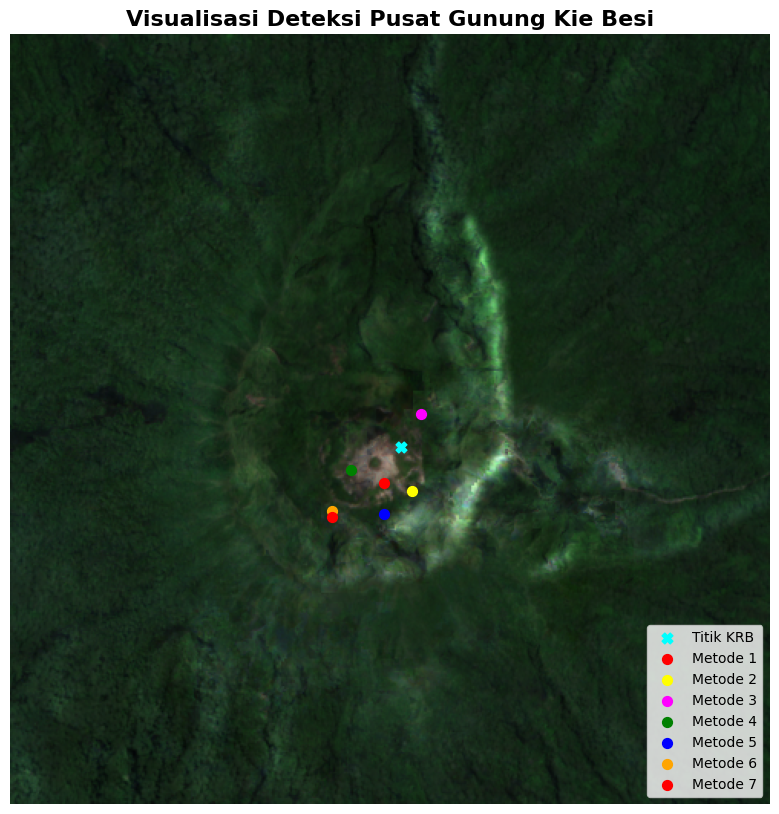 Visualisasi Deteksi Pusat Gunung Kie Besi
Titik KRB
Metode 1
Metode 2
Metode 3
Metode 4
Metode 5
Metode 6
Metode 7